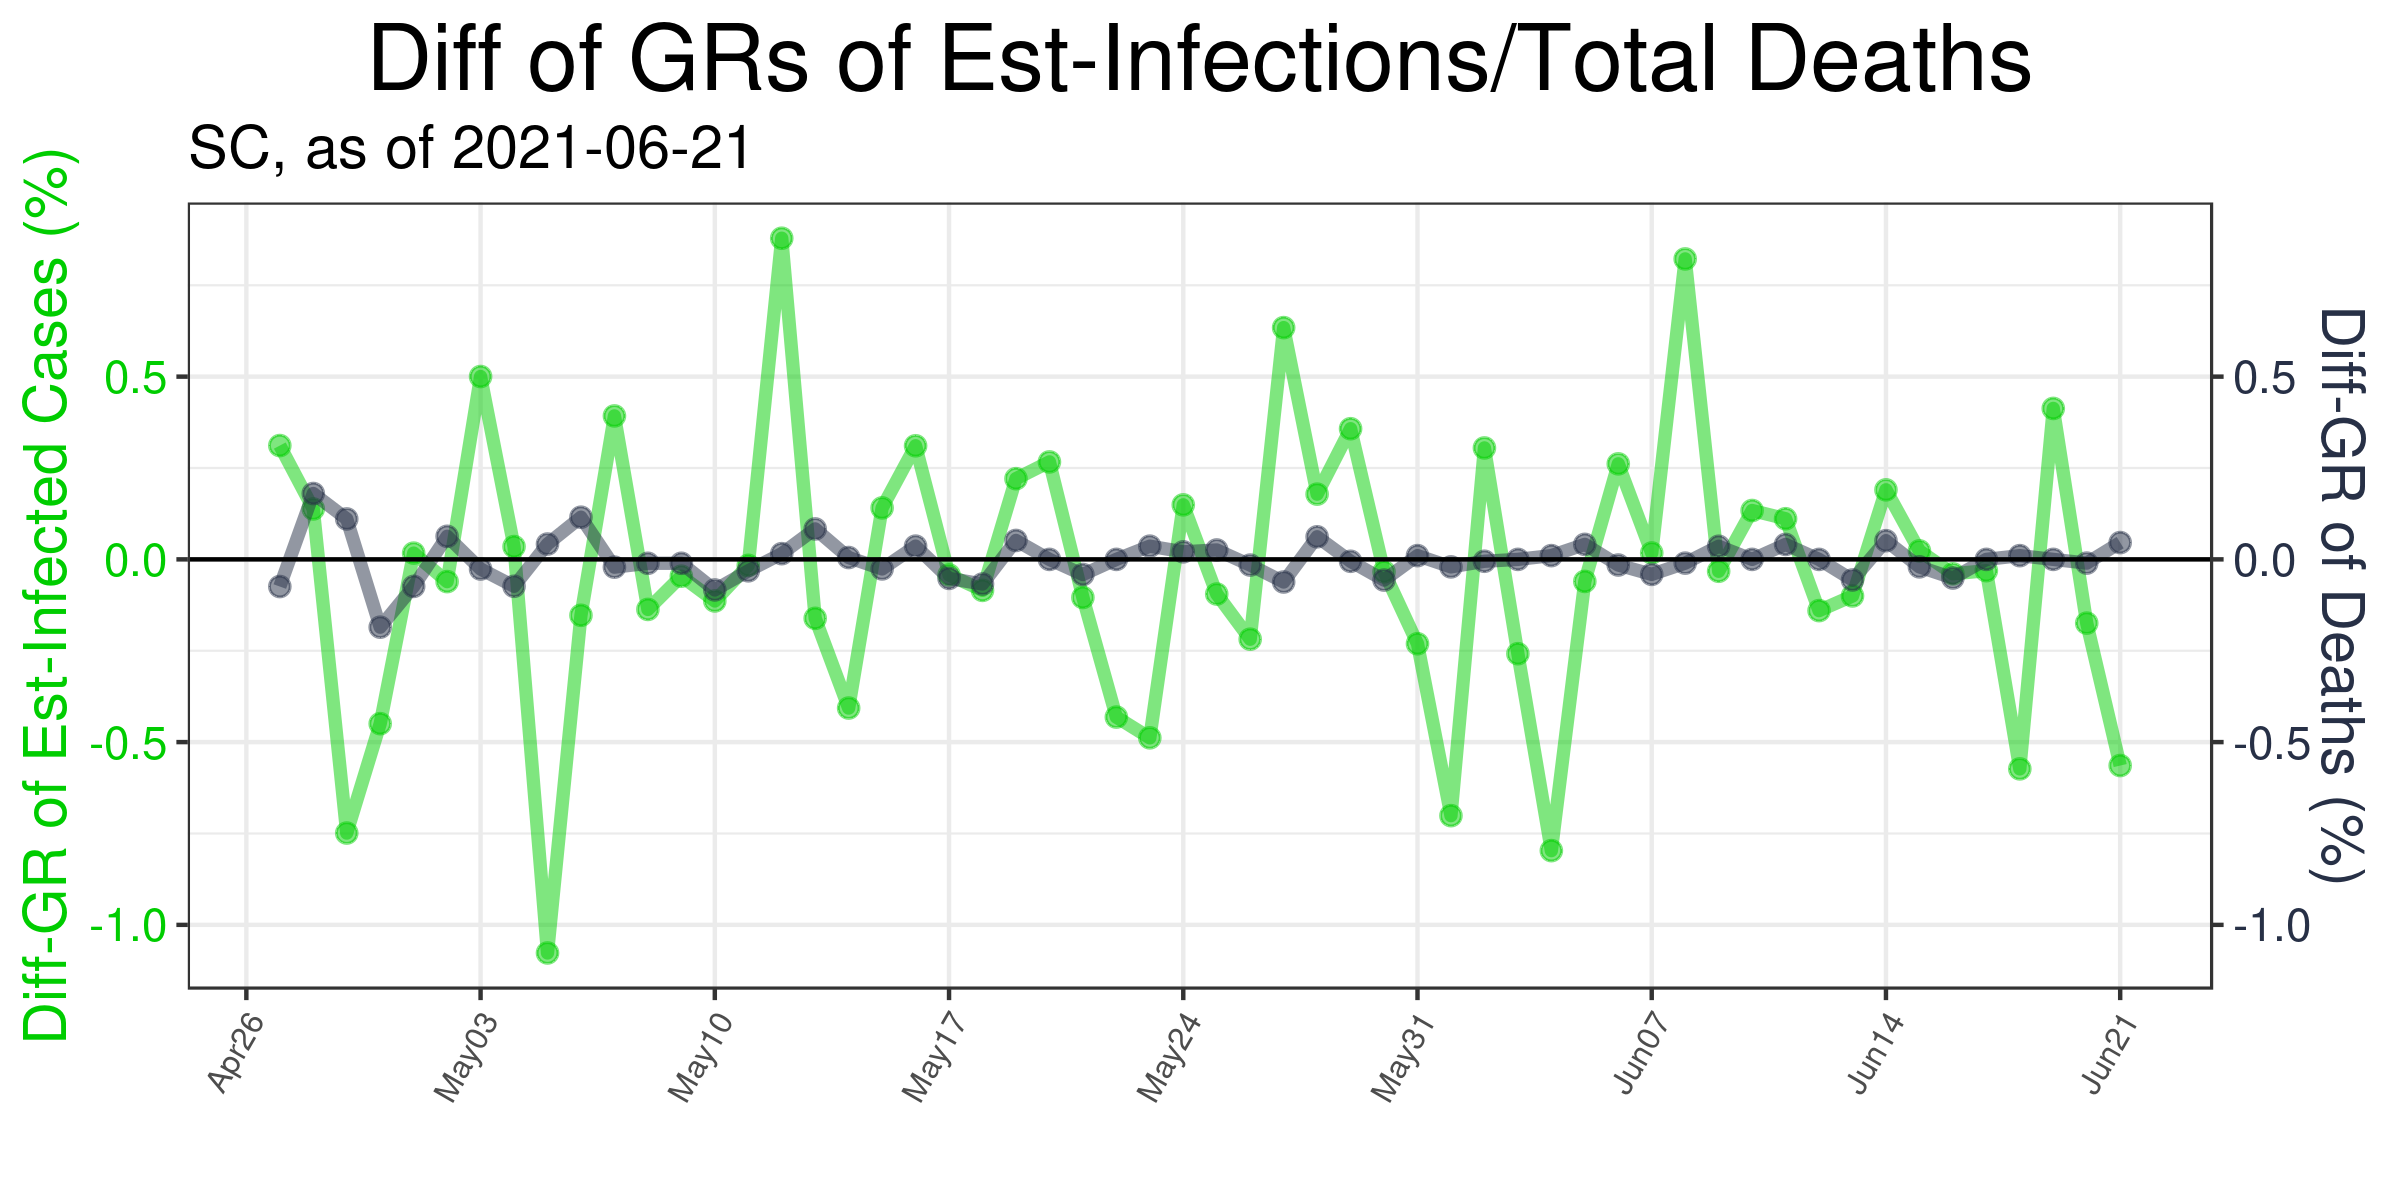 Diff of GRs of Est-Infections/Total Deaths
SC, as of 2021-06-21
Diff-GR of Est-Infected Cases (%)
0.5
0.0
-0.5
-1.0
0.5
0.0
-0.5
-1.0
Diff-GR of Deaths (%)
Apr26
May03
May10
May17
May24
May31
Jun07
Jun14
Jun21